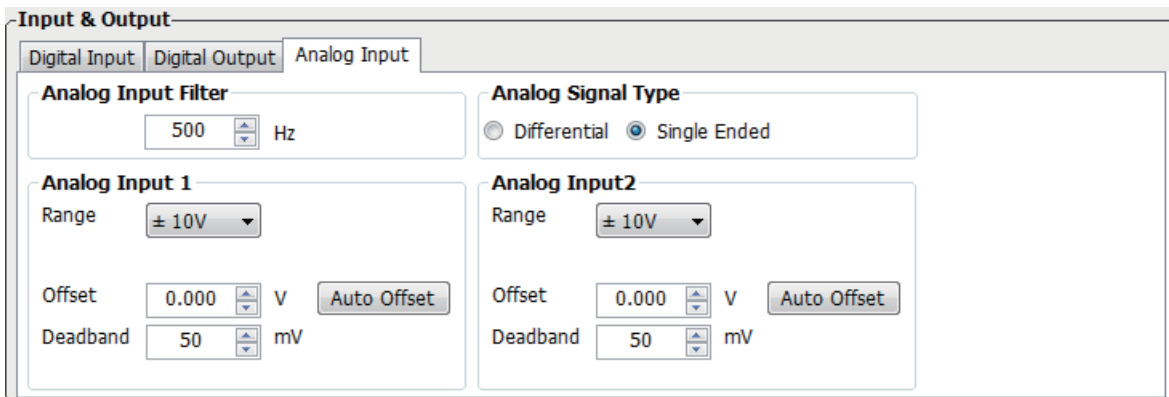 Input & Output
Digital Input Digital Output Analog Input
Analog Input Filter
500 Hz
Analog Signal Type
Differential Single Ended
Analog Input 1
Range ± 10V
Offset 0.000 V Auto Offset
Deadband 50 mV
Analog Input2
Range ± 10V
Offset 0.000 V Auto Offset
Deadband 50 mV